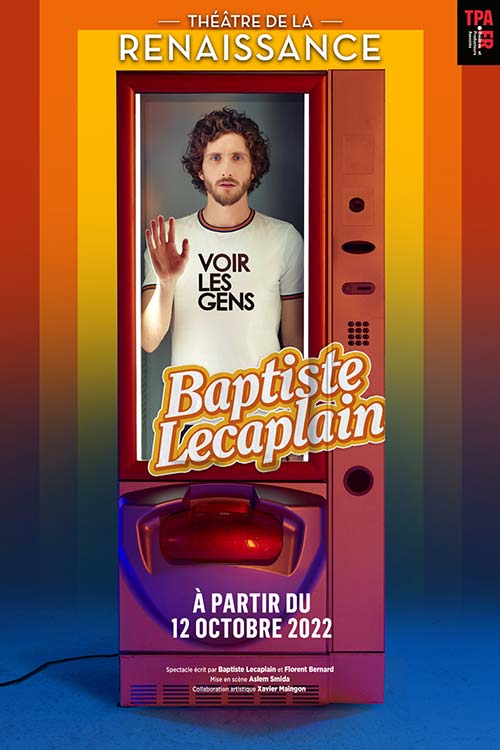 THÉÂTRE DE LA
RENAISSANCE
TPA
ER
VOIR
LES
GENS
Baptiste
Lecaplain
À PARTIR DU
12 OCTOBRE 2022
Spectacle écrit par Baptiste Lecaplain et Florent Bernard
Mise en scène Aslem Smida
Collaboration artistique Xavier Maingon